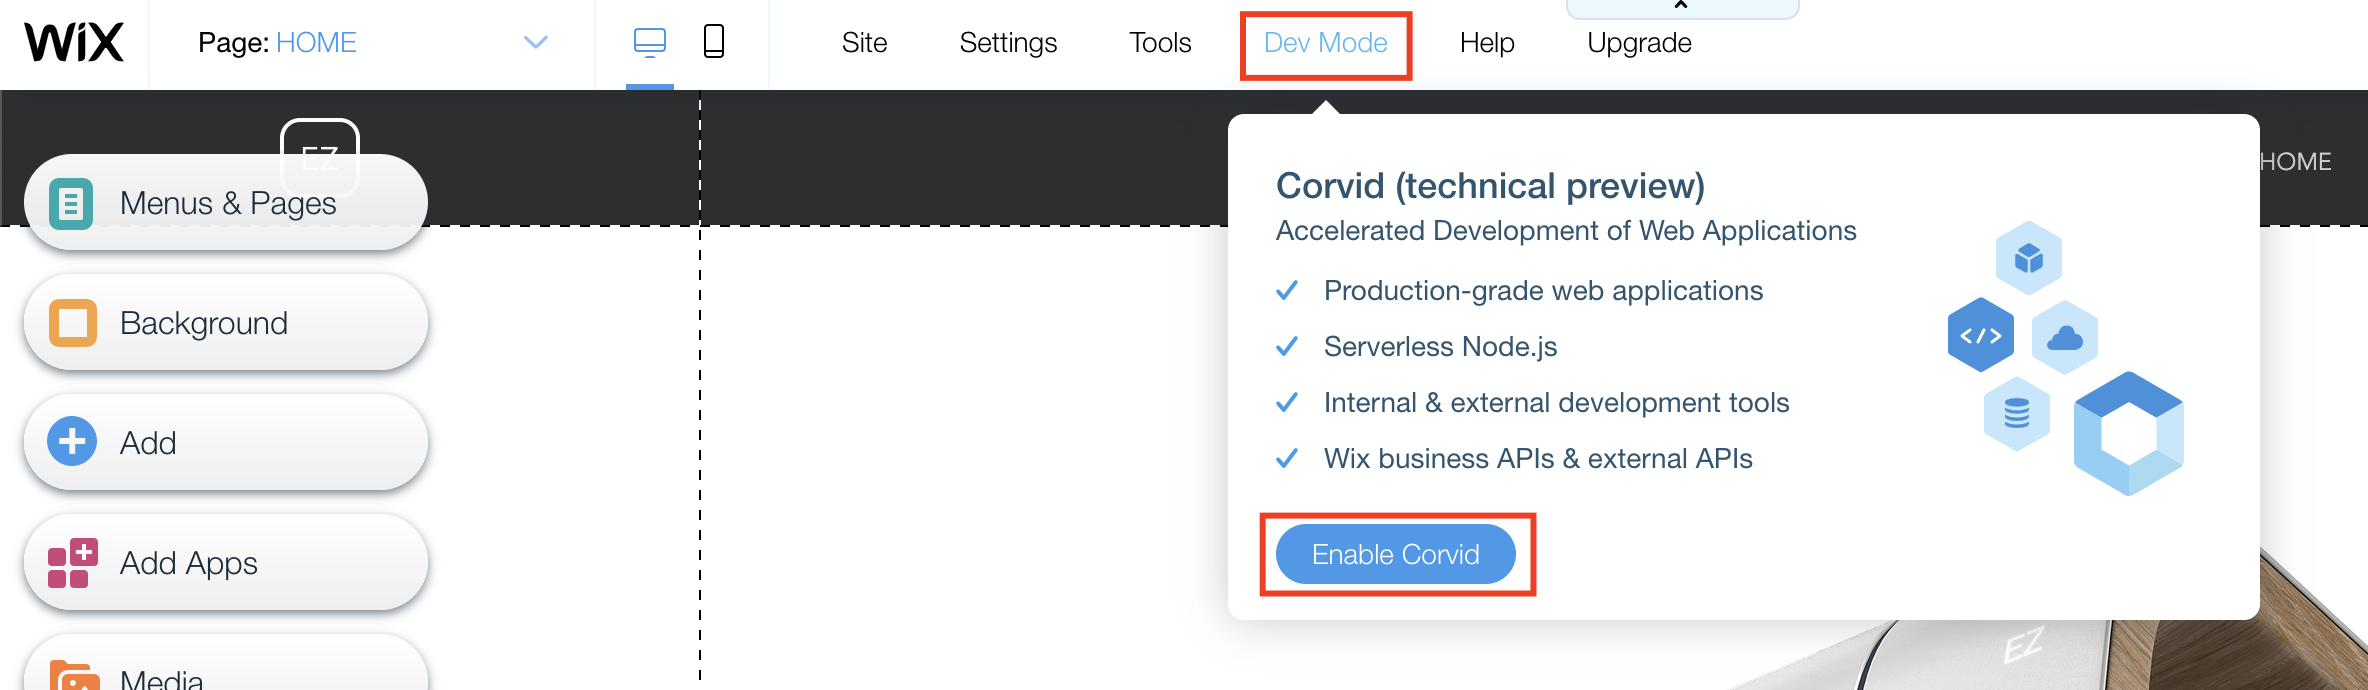 WiX
Page: HOME
Site
Settings
Tools
Dev Mode
Help
Upgrade
EZ
HOME
Menus & Pages
Background
Add
Add Apps
Media
Corvid (technical preview)
Accelerated Development of Web Applications
Production-grade web applications
Serverless Node.js
Internal & external development tools
Wix business APIs & external APIs
Enable Corvid
</>
EZ